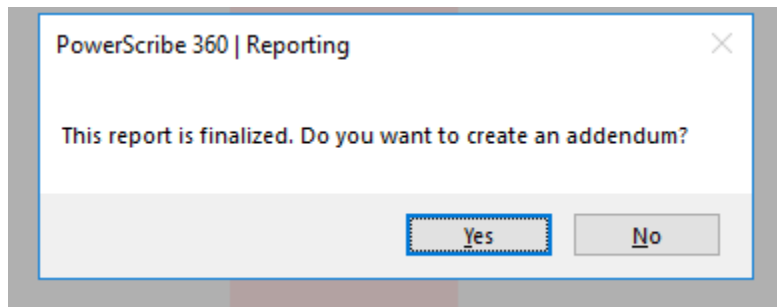 PowerScribe 360 | Reporting
This report is finalized. Do you want to create an addendum?
Yes
No